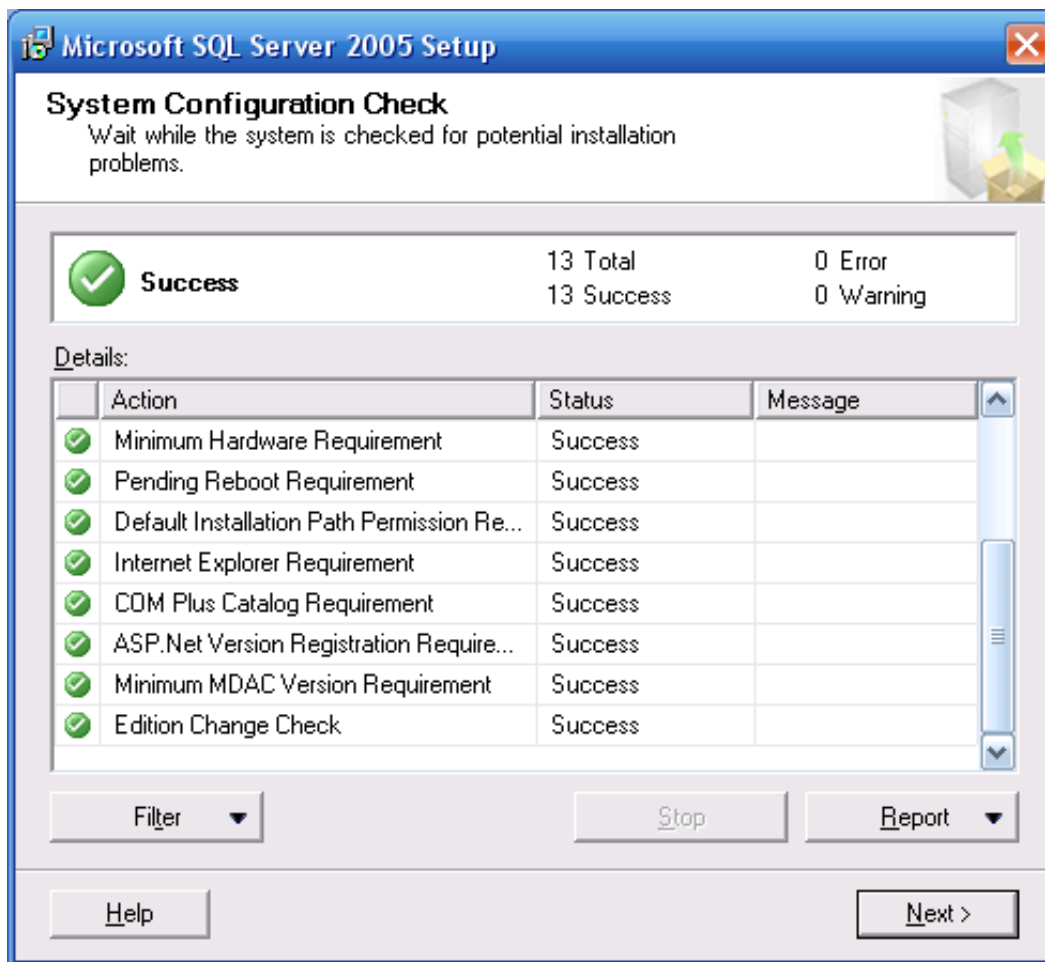 Microsoft SQL Server 2005 Setup
System Configuration Check
Wait while the system is checked for potential installation
problems.
Success
13 Total
0 Error
13 Success
0 Warning
Details:
Action Status Message
Minimum Hardware Requirement Success
Pending Reboot Requirement Success
Default Installation Path Permission Re... Success
Internet Explorer Requirement Success
COM Plus Catalog Requirement Success
ASP.Net Version Registration Require... Success
Minimum MDAC Version Requirement Success
Edition Change Check Success
Filter Stop Report
Help Next >